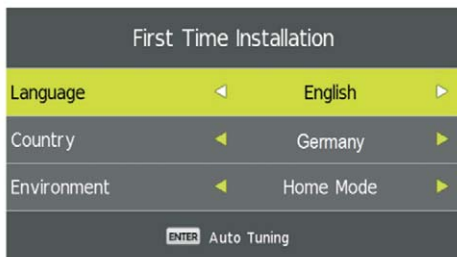 First Time Installation
Language English
Country Germany
Environment Home Mode
ENTER Auto Tuning